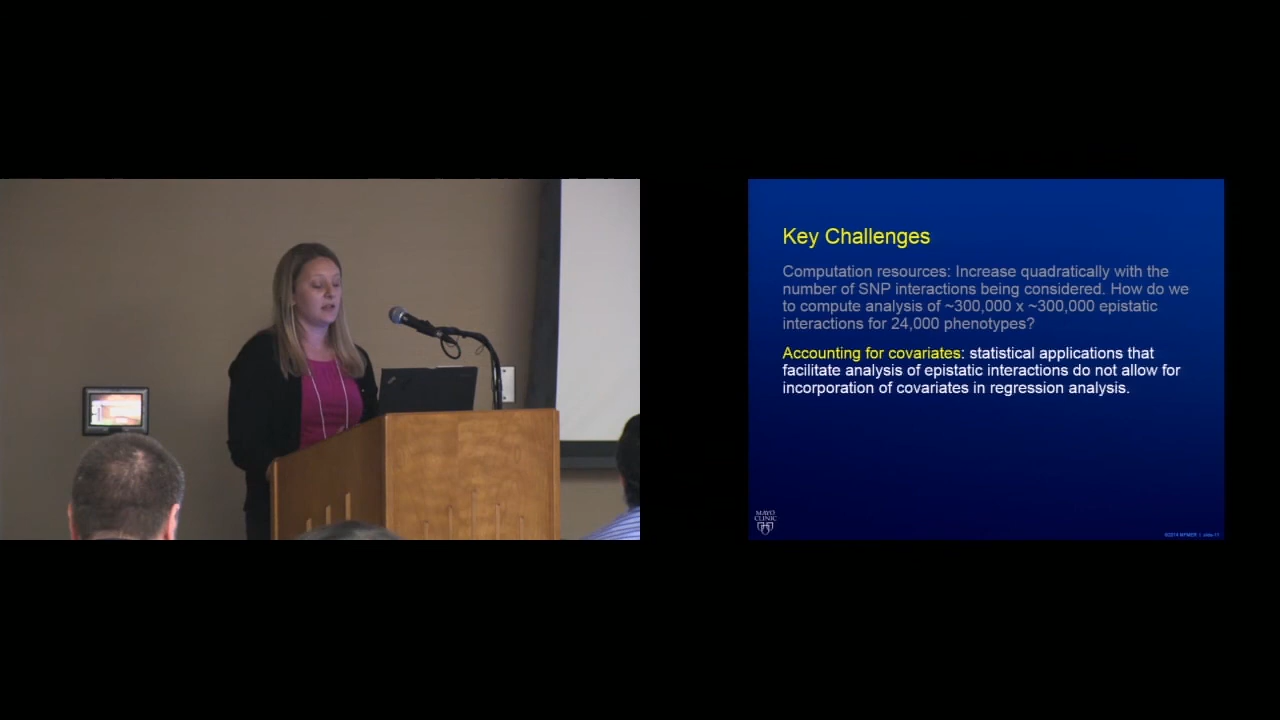 Key Challenges
Computation resources: Increase quadratically with the
number of SNP interactions being considered. How do we
to compute analysis of ~300,000 x ~300,000 epistatic
interactions for 24,000 phenotypes?
Accounting for covariates: statistical applications that
facilitate analysis of epistatic interactions do not allow for
incorporation of covariates in regression analysis.
MAYO
CLINIC